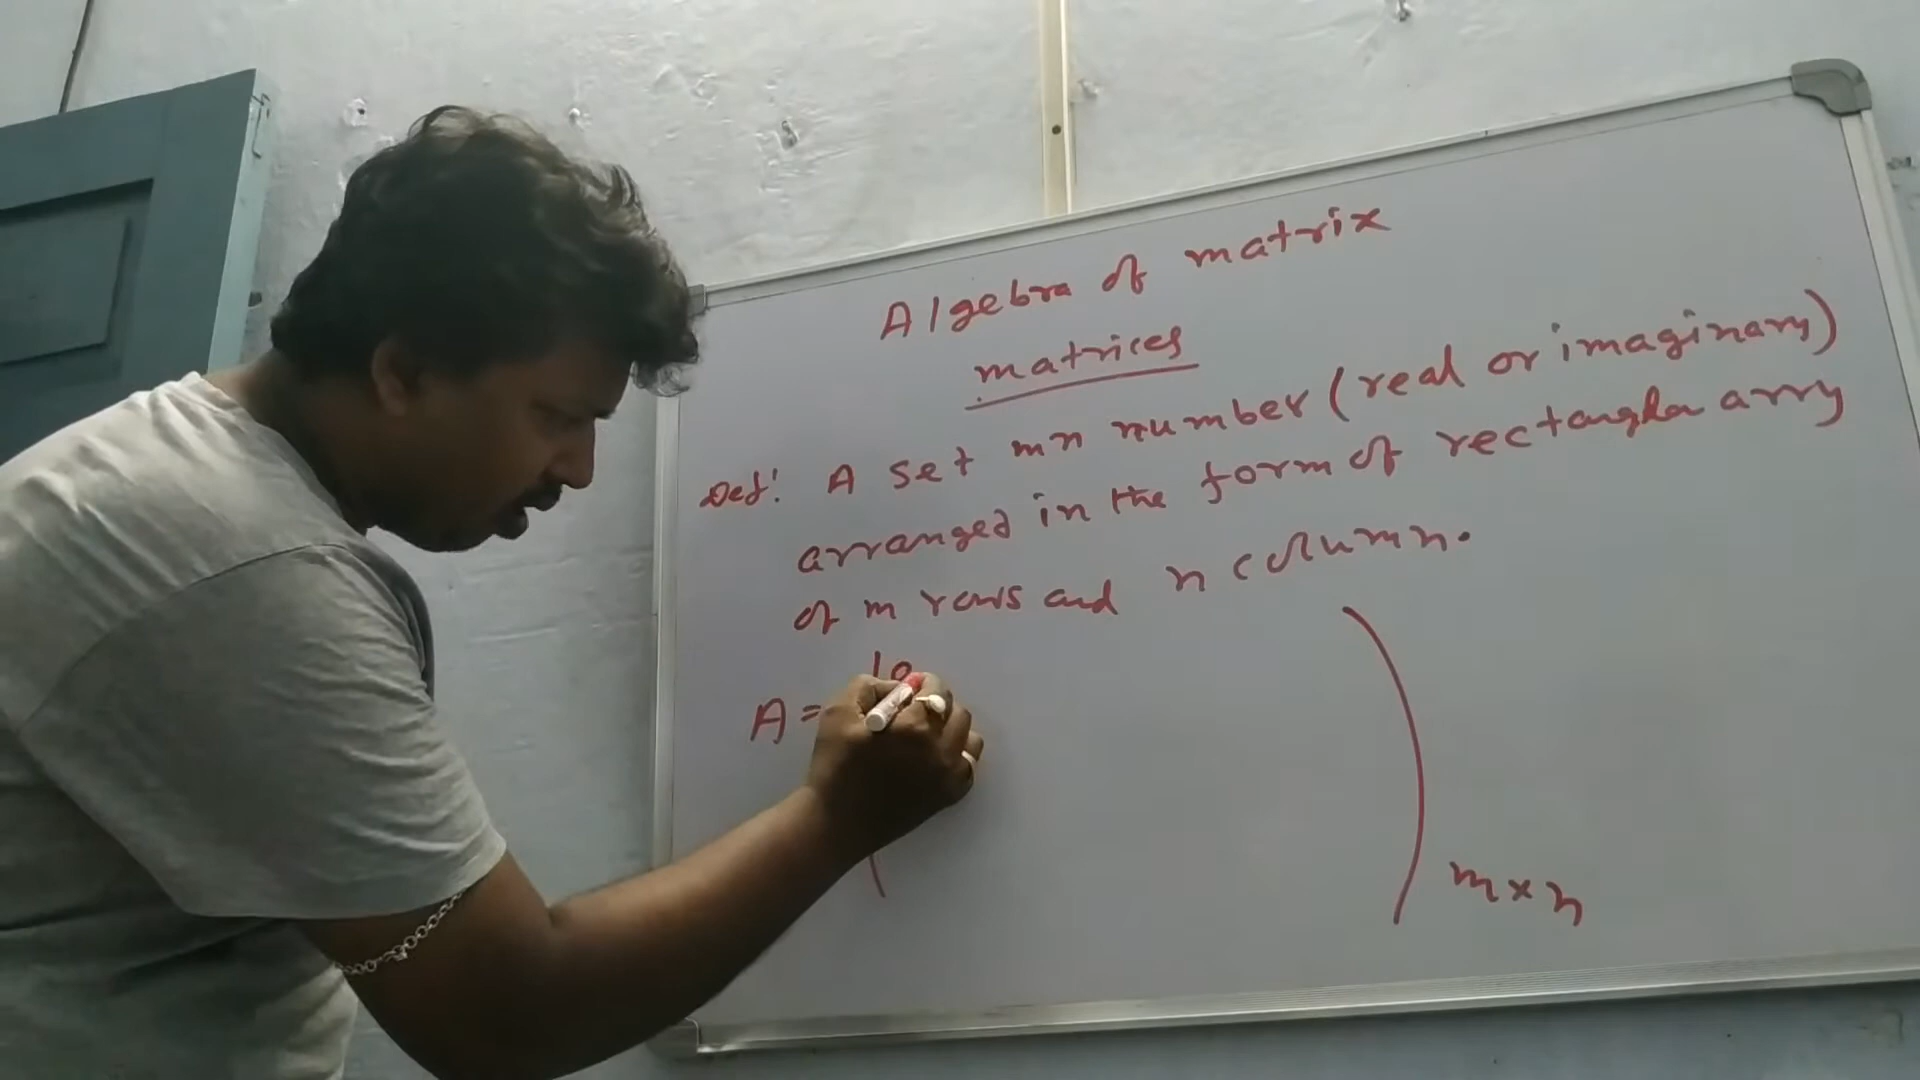 Algebra of matrix
matrices
Def: A set mn number (real or imaginary)
arranged in the form of rectangular arry
of m rows and n column.
A =
m x n